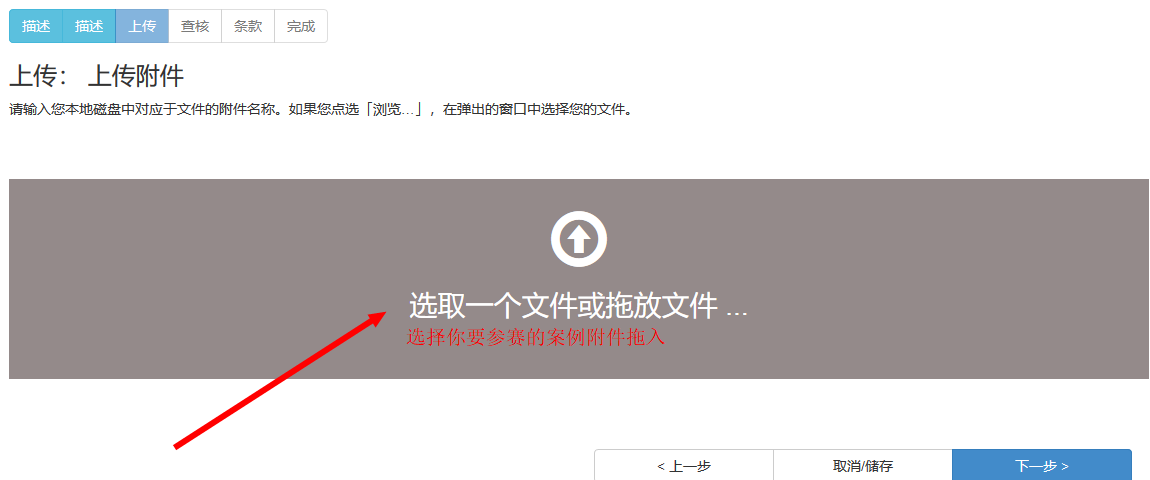 描述 描述 上传 查核 条款 完成
上传： 上传附件
请输入您本地磁盘中对应于文件的附件名称。如果您点选「浏览...」，在弹出的窗口中选择您的文件。
选取一个文件或拖放文件 ...
选择你要参赛的案例附件拖入
< 上一步 取消/储存 下一步 >